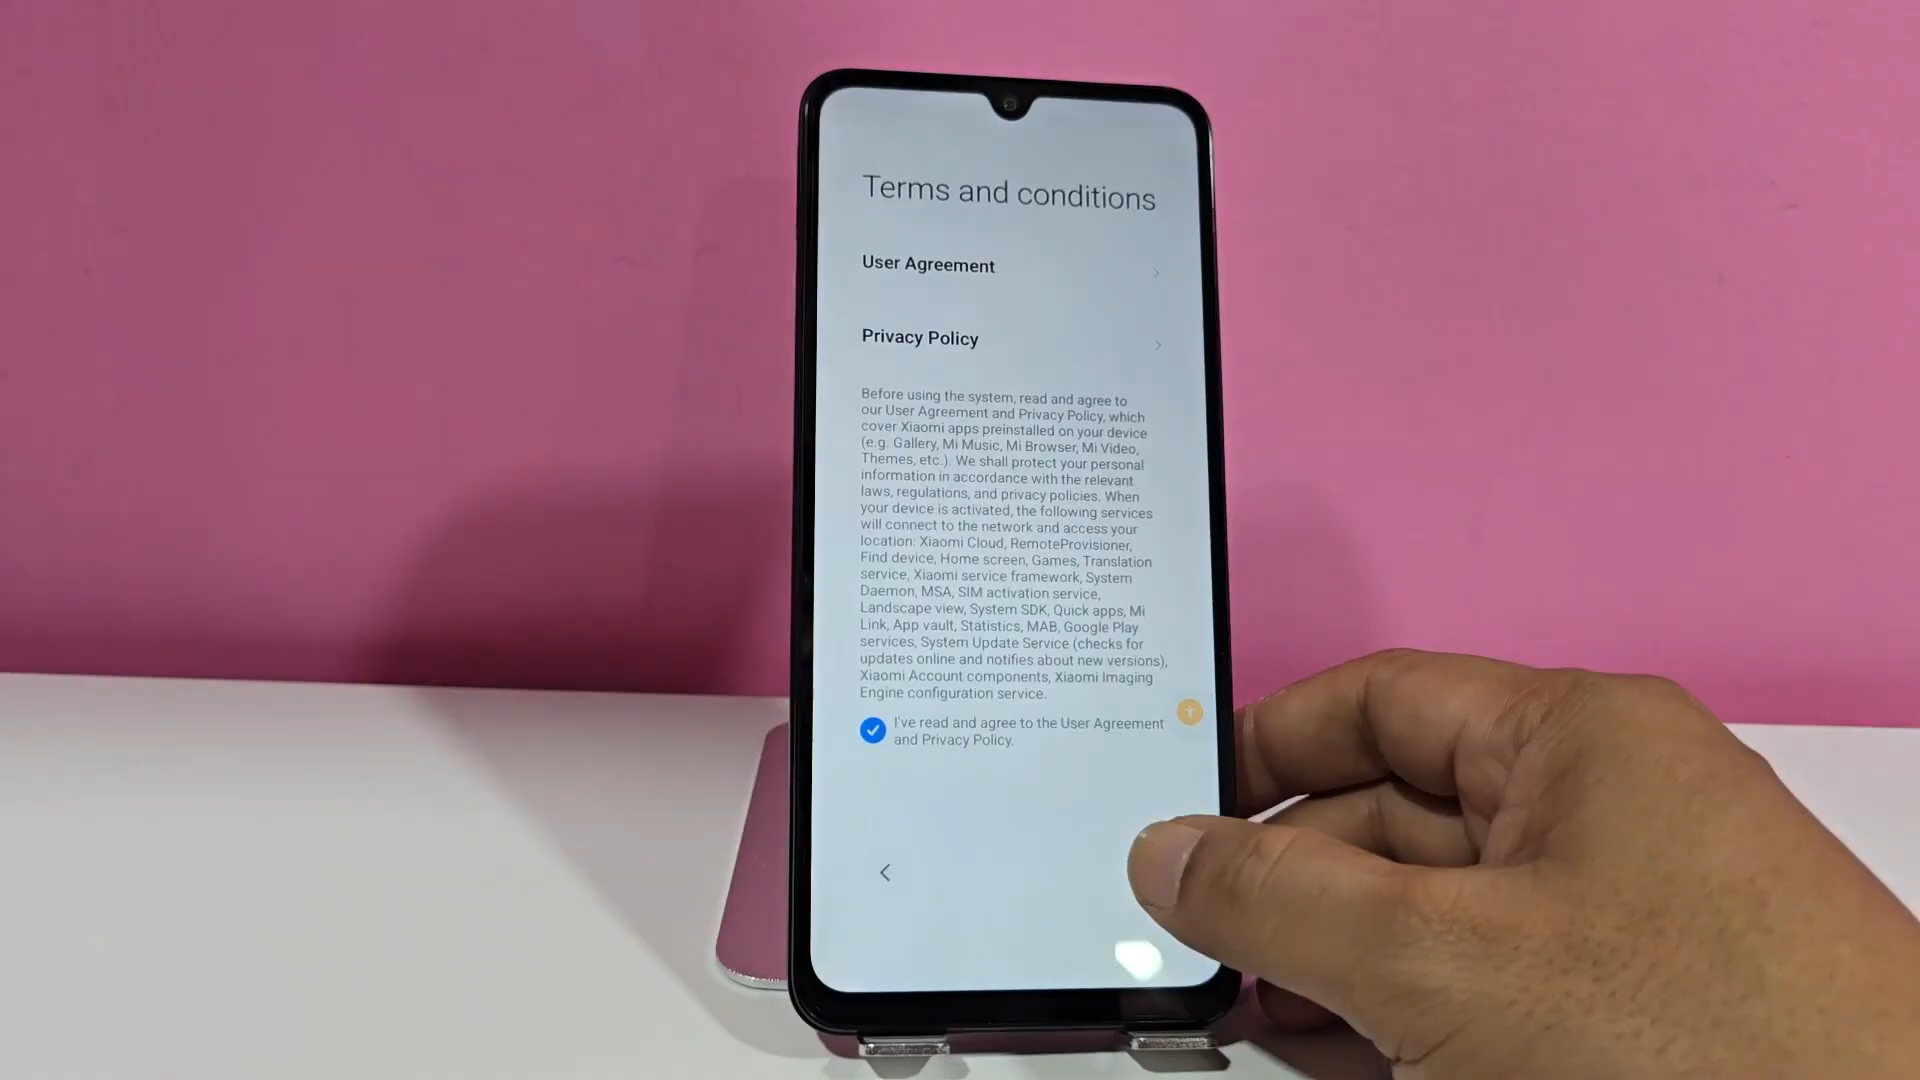 Terms and conditions
User Agreement
Privacy Policy
Before using the system, read and agree to
our User Agreement and Privacy Policy, which
cover Xiaomi apps preinstalled on your device
(e.g. Gallery, Mi Music, Mi Browser, Mi Video,
Themes, etc.). We shall protect your personal
information in accordance with the relevant
laws, regulations, and privacy policies. When
your device is activated, the following services
will connect to the network and access your
location: Xiaomi Cloud, RemoteProvisioner,
Find device, Home screen, Games, Translation
service, Xiaomi service framework, System
Daemon, MSA, SIM activation service,
Landscape view, System SDK, Quick apps, Mi
Link, App vault, Statistics, MAB, Google Play
services, System Update Service (checks for
updates online and notifies about new versions),
Xiaomi Account components, Xiaomi Imaging
Engine configuration service.
I've read and agree to the User Agreement
and Privacy Policy.